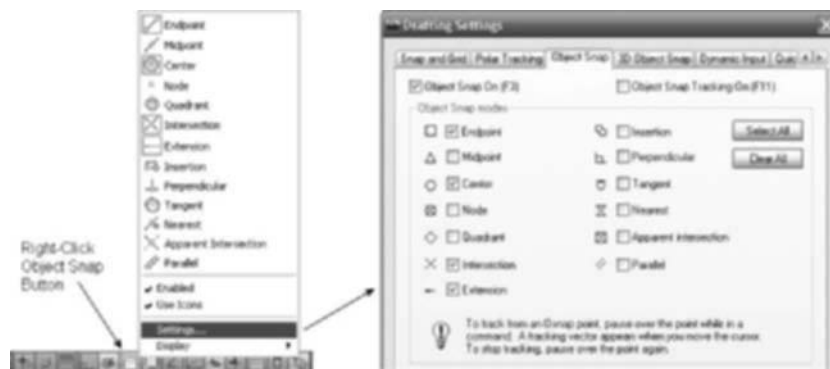 Endpoint
Midpoint
Center
Node
Quadrant
Intersection
Extension
Insertion
Perpendicular
Tangent
Nearest
Apparent Intersection
Parallel
Enabled
Use Icons
Settings...
Display
Right-Click
Object Snap
Button
Drafting Settings
Snap and Grid
Polar Tracking
Object Snap
3D Object Snap
Dynamic Input
Object Snap On (F3)
Object Snap Tracking On (F11)
Object Snap modes
Endpoint
Insertion
Select All
Midpoint
Perpendicular
Clear All
Center
Tangent
Node
Nearest
Quadrant
Apparent intersection
Intersection
Parallel
Extension
To track from an Osnap point, pause over the point while in a
command. A tracking vector appears when you move the cursor.
To stop tracking, pause over the point again.